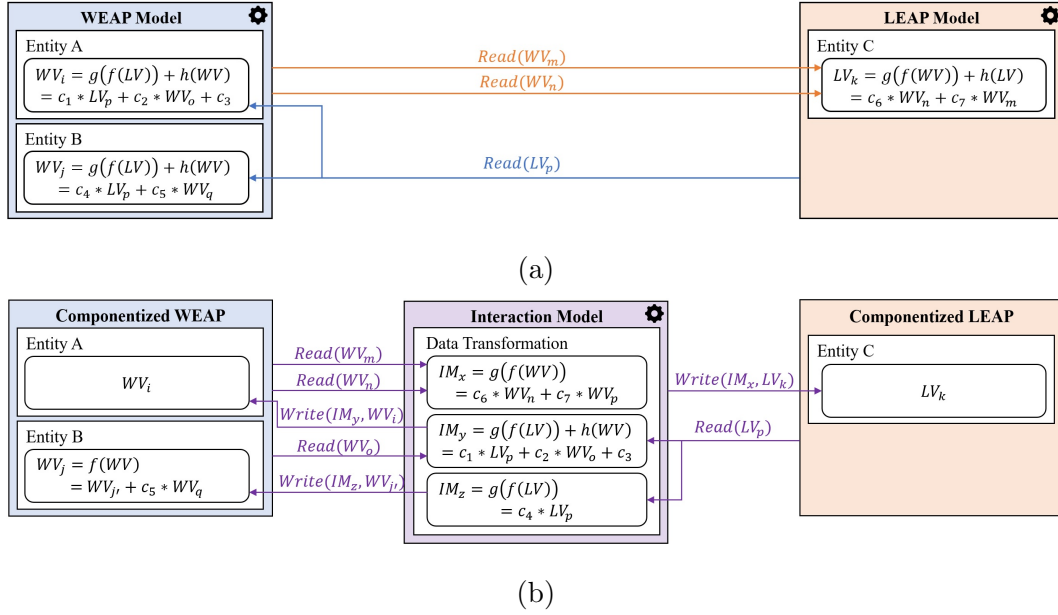 WEAP Model
Entity A
WV_i = g(f(LV)) + h(WV)
= c_1 * LV_p + c_2 * WV_o + c_3
Entity B
WV_j = g(f(LV)) + h(WV)
= c_4 * LV_p + c_5 * WV_q
Read(WV_m)
Read(WV_n)
Read(LV_p)
LEAP Model
Entity C
LV_k = g(f(WV)) + h(LV)
= c_6 * WV_n + c_7 * WV_m
(a)
Componentized WEAP
Entity A
WV_i
Entity B
WV_j = f(WV)
= WV_j' + c_5 * WV_q
Read(WV_m)
Read(WV_n)
Write(IM_y, WV_i)
Read(WV_o)
Write(IM_z, WV_j')
Interaction Model
Data Transformation
IM_x = g(f(WV))
= c_6 * WV_n + c_7 * WV_p
IM_y = g(f(LV)) + h(WV)
= c_1 * LV_p + c_2 * WV_o + c_3
IM_z = g(f(LV))
= c_4 * LV_p
Write(IM_x, LV_k)
Read(LV_p)
Componentized LEAP
Entity C
LV_k
(b)